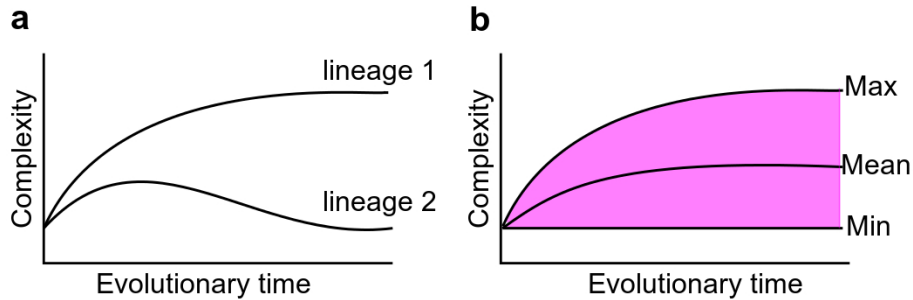 a
Complexity
lineage 1
lineage 2
Evolutionary time
b
Complexity
Max
Mean
Min
Evolutionary time